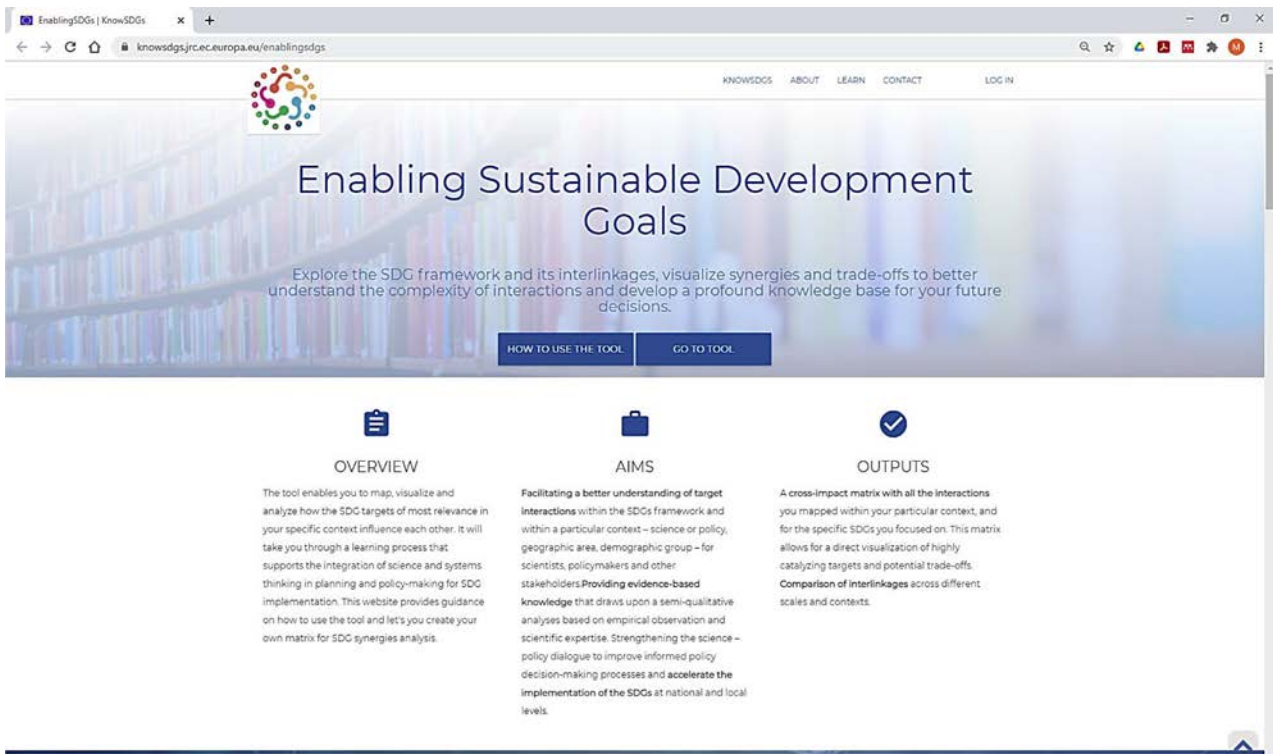 EnablingSDGs | KnowSDGs
knowsdgs.jrc.ec.europa.eu/enablingsdgs
M
KNOWSDGS ABOUT LEARN CONTACT LOG IN
Enabling Sustainable Development
Goals
Explore the SDG framework and its interlinkages, visualize synergies and trade-offs to better
understand the complexity of interactions and develop a profound knowledge base for your future
decisions.
HOW TO USE THE TOOL GO TO TOOL
OVERVIEW
The tool enables you to map, visualize and
analyze how the SDG targets of most relevance in
your specific context influence each other. It will
take you through a learning process that
supports the integration of science and systems
thinking in planning and policy-making for SDG
implementation. This website provides guidance
on how to use the tool and let's you create your
own matrix for SDG synergies analysis.
AIMS
Facilitating a better understanding of target
interactions within the SDGs framework and
within a particular context – science or policy,
geographic area, demographic group – for
scientists, policymakers and other
stakeholders.Providing evidence-based
knowledge that draws upon a semi-qualitative
analyses based on empirical observation and
scientific expertise. Strengthening the science –
policy dialogue to improve informed policy
decision-making processes and accelerate the
implementation of the SDGs at national and local
levels.
OUTPUTS
A cross-impact matrix with all the interactions
you mapped within your particular context, and
for the specific SDGs you focused on. This matrix
allows for a direct visualization of highly
catalyzing targets and potential trade-offs.
Comparison of interlinkages across different
scales and contexts.